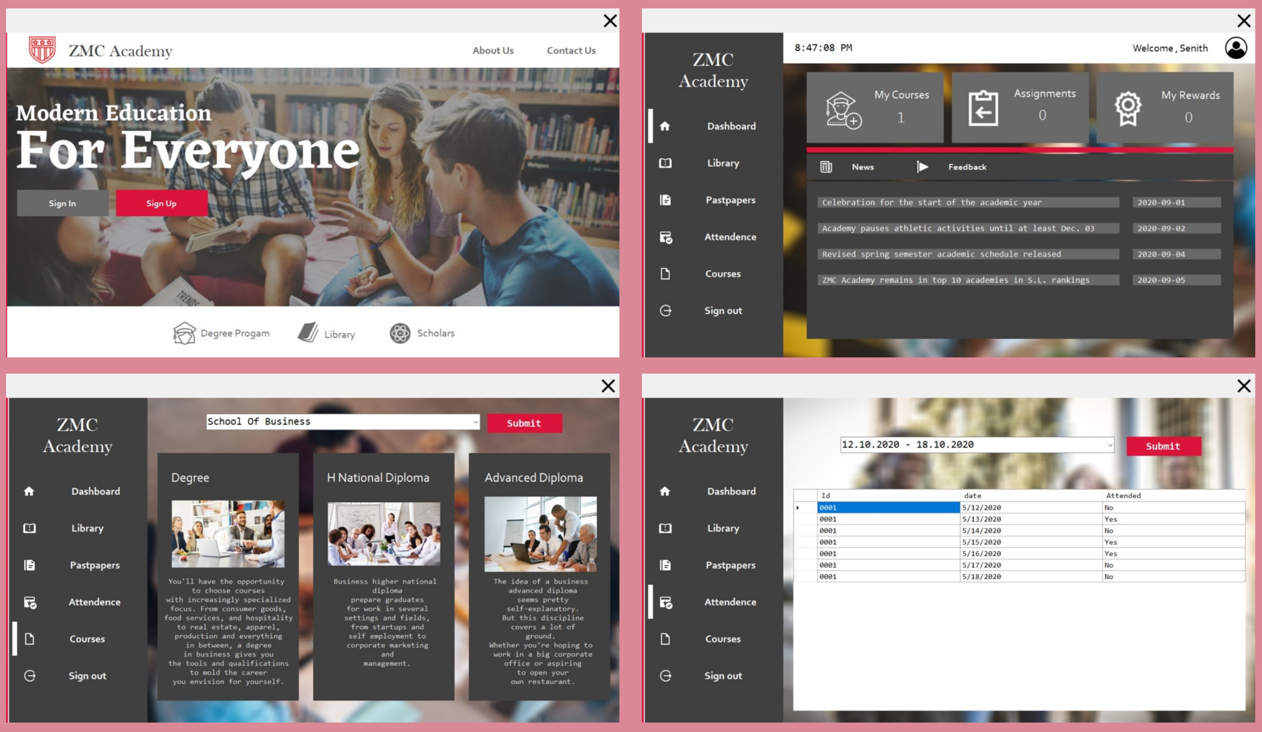 ZMC Academy
About Us
Contact Us
Modern Education
For Everyone
Sign In
Sign Up
Degree Progam
Library
Scholars
ZMC
Academy
Dashboard
Library
Pastpapers
Attendence
Courses
Sign out
8:47:08 PM
Welcome , Senith
My Courses
1
Assignments
0
My Rewards
0
News
Feedback
Celebration for the start of the academic year 2020-09-01
Academy pauses athletic activities until at least Dec. 03 2020-09-02
Revised spring semester academic schedule released 2020-09-04
ZMC Academy remains in top 10 academies in S.L. rankings 2020-09-05
ZMC
Academy
Dashboard
Library
Pastpapers
Attendence
Courses
Sign out
School Of Business
Submit
Degree
You'll have the opportunity
to choose courses
with increasingly specialized
focus. From consumer goods,
food services, and hospitality
to real estate, apparel,
production and everything
in between, a degree
in business gives you
the tools and qualifications
to mold the career
you envision for yourself.
H National Diploma
Business higher national
diploma
prepare graduates
for work in several
settings and fields,
from startups and
self employment to
corporate marketing
and
management.
Advanced Diploma
The idea of a business
advanced diploma
seems pretty
self-explanatory.
But this discipline
covers a lot of
ground.
Whether you're hoping to
work in a big corporate
office or aspiring
to open your
own restaurant.
ZMC
Academy
Dashboard
Library
Pastpapers
Attendence
Courses
Sign out
12.10.2020 - 18.10.2020
Submit
Id date Attended
0001 5/12/2020 No
0001 5/13/2020 Yes
0001 5/14/2020 No
0001 5/15/2020 Yes
0001 5/16/2020 Yes
0001 5/17/2020 No
0001 5/18/2020 No